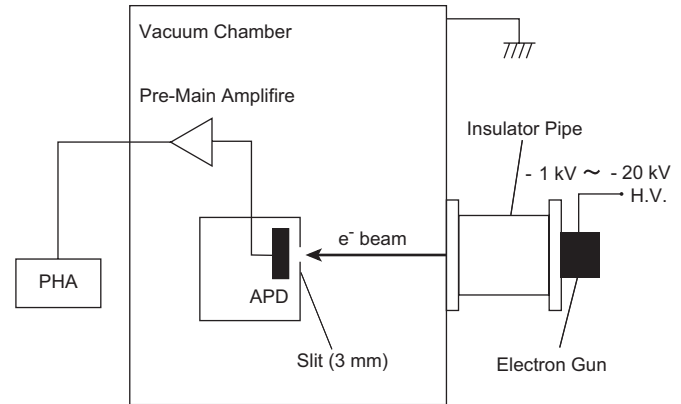 Vacuum Chamber
Pre-Main Amplifire
Insulator Pipe
- 1 kV ~ - 20 kV
H.V.
e⁻ beam
PHA
APD
Slit (3 mm)
Electron Gun